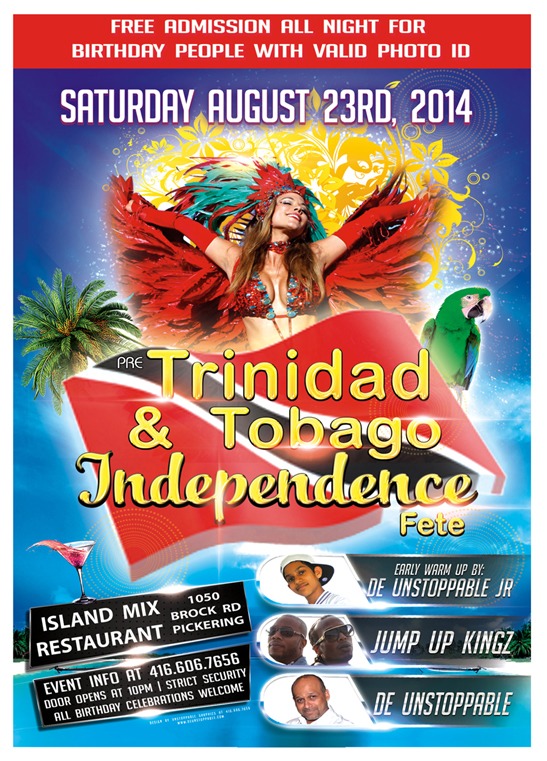 FREE ADMISSION ALL NIGHT FOR
BIRTHDAY PEOPLE WITH VALID PHOTO ID
SATURDAY AUGUST 23RD, 2014
PRE Trinidad
& Tobago
Independence
Fete
EARLY WARM UP BY:
DE UNSTOPPABLE JR
JUMP UP KINGZ
DE UNSTOPPABLE
ISLAND MIX
RESTAURANT
1050
BROCK RD
PICKERING
EVENT INFO AT 416.606.7656
DOOR OPENS AT 10PM | STRICT SECURITY
ALL BIRTHDAY CELEBRATIONS WELCOME